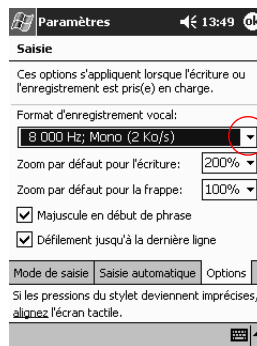 Paramètres 13:49 ok
Saisie
Ces options s'appliquent lorsque l'écriture ou
l'enregistrement est pris(e) en charge.
Format d'enregistrement vocal:
8 000 Hz; Mono (2 Ko/s)
Zoom par défaut pour l'écriture: 200%
Zoom par défaut pour la frappe: 100%
Majuscule en début de phrase
Défilement jusqu'à la dernière ligne
Mode de saisie Saisie automatique Options
Si les pressions du stylet deviennent imprécises,
alignez l'écran tactile.